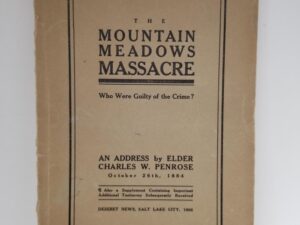 THE
MOUNTAIN
MEADOWS
MASSACRE
Who Were Guilty of the Crime?
AN ADDRESS by ELDER
CHARLES W. PENROSE
October 26th, 1884
¶ Also a Supplement Containing Important
Additional Testimony Subsequently Received
DESERET NEWS, SALT LAKE CITY,